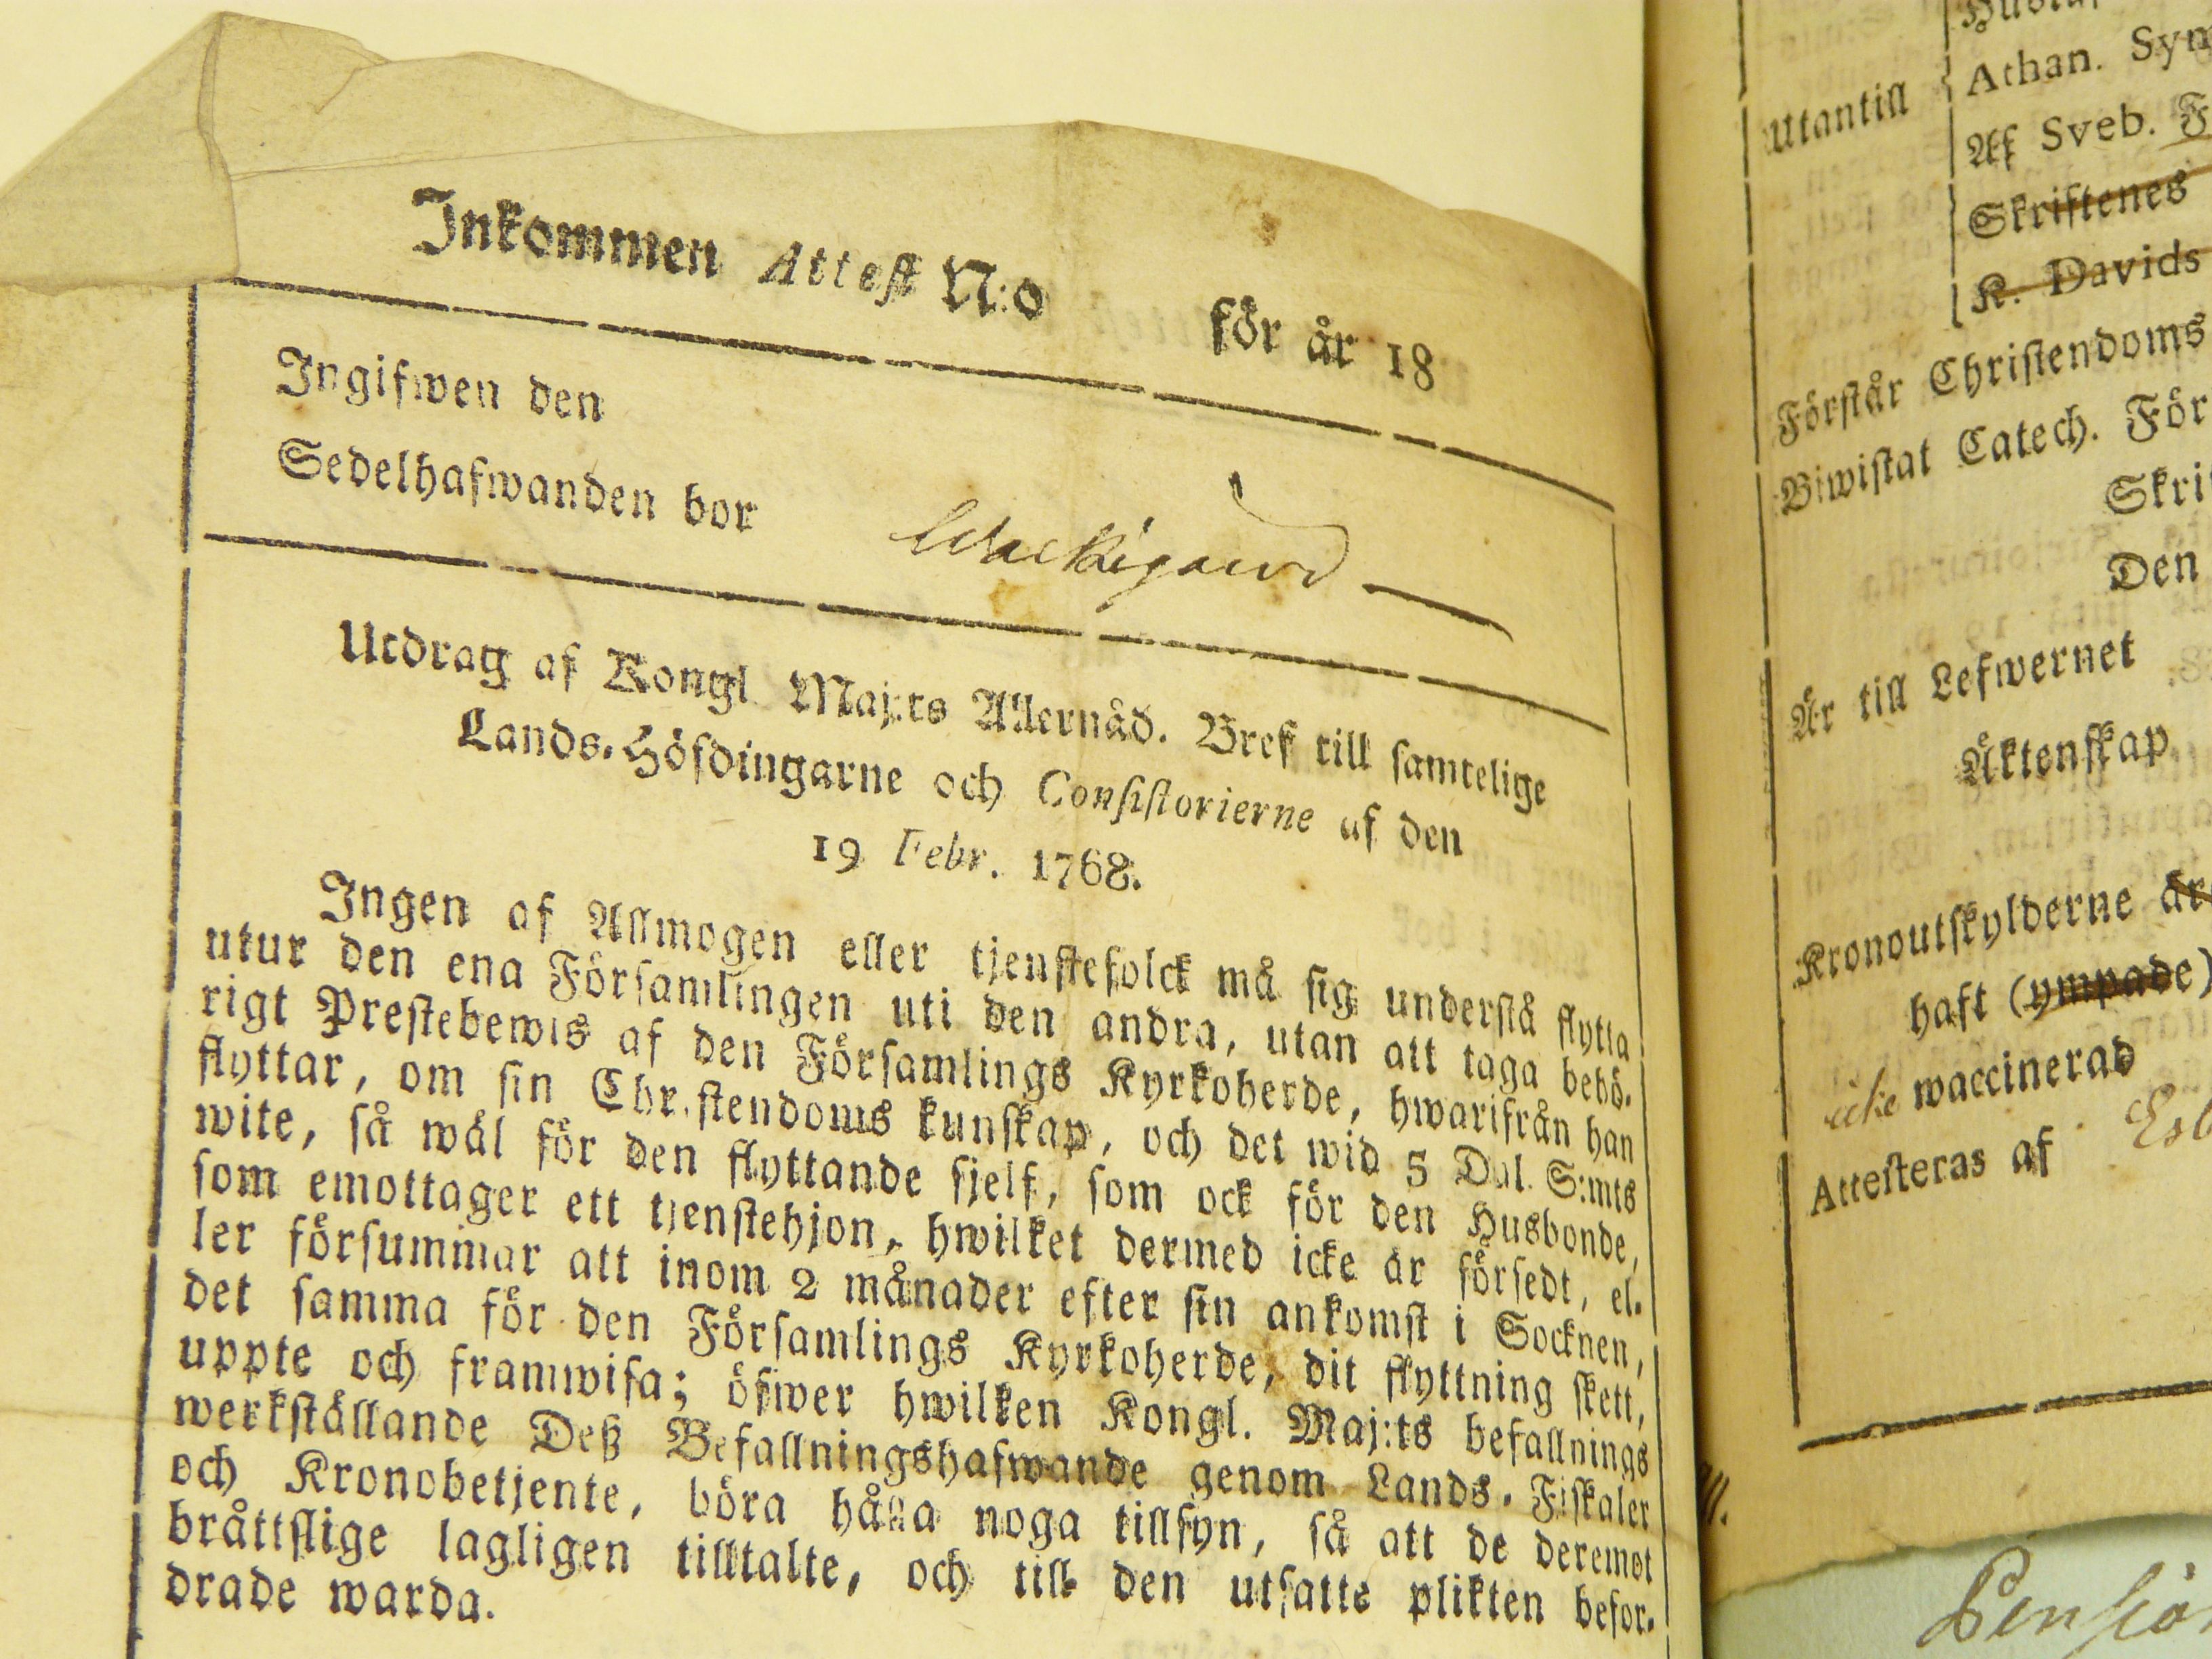 Inkommen Attest N:o för år 18
Ingifwen den
Sedelhafwanden bor
Utdrag af Kongl. Maj:ts Allernåd. Bref till samtelige
Lands-Höfdingarne och Consistorierne af den
19 Febr. 1768.
Ingen af Allmogen eller tjenstefolck må sig understå flytta
utur den ena Församlingen uti den andra, utan att taga behö-
rigt Prestebewis af den Församlings Kyrkoherde, hwarifrån han
flyttar, om sin Christendoms kunskap, och det wid 5 Dal. S:mts
wite, så wäl för den flyttande sjelf, som ock för den Husbonde,
som emottager ett tjenstehjon, hwilket dermed icke är försedt, el-
ler försummar att inom 2 månader efter sin ankomst i Socknen,
det samma för den Församlings Kyrkoherde, dit flyttning skett,
uppte och framwisa; öfwer hwilken Kongl. Maj:ts befallnings
werkställande Deß Befallningshafwande genom Lands-Fiskaler
och Kronobetjente, böra hålla noga tillsyn, så att de deremot
bråttslige lagligen tilltalte, och till den utsatte plikten befor-
drade warda.
Utantill
Athan. Sym
Af Sveb. F
Skriftenes
K. Davids
Förstår Christendoms
Biwistat Catech. För
Skri
Den
Är till Lefwernet
Äktenskap
Kronoutskylderne är
haft (ympade)
icke waccinerad
Attesteras af
Pension